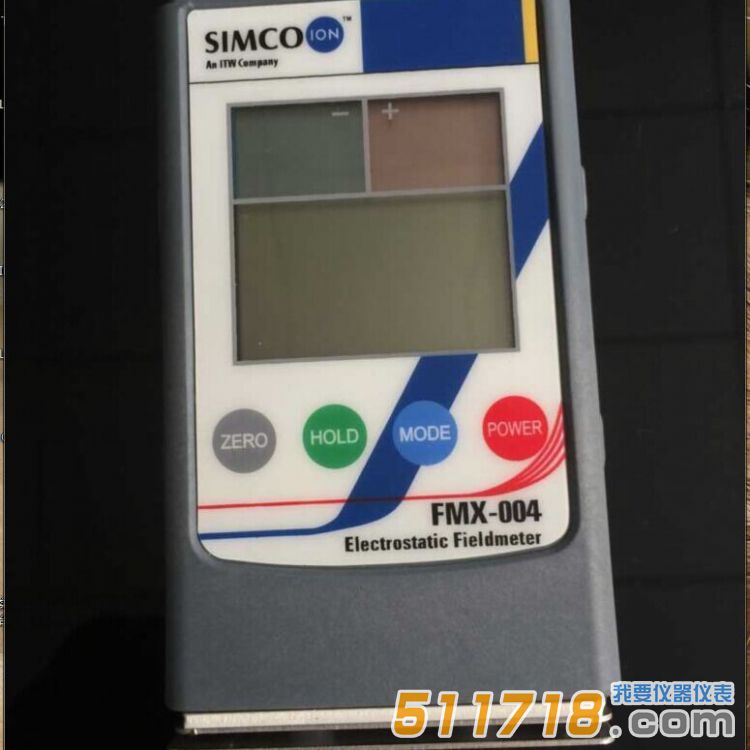 SIMCO ION™
An ITW Company
− +
ZERO HOLD MODE POWER
FMX-004
Electrostatic Fieldmeter
我要仪器仪表
511718.com